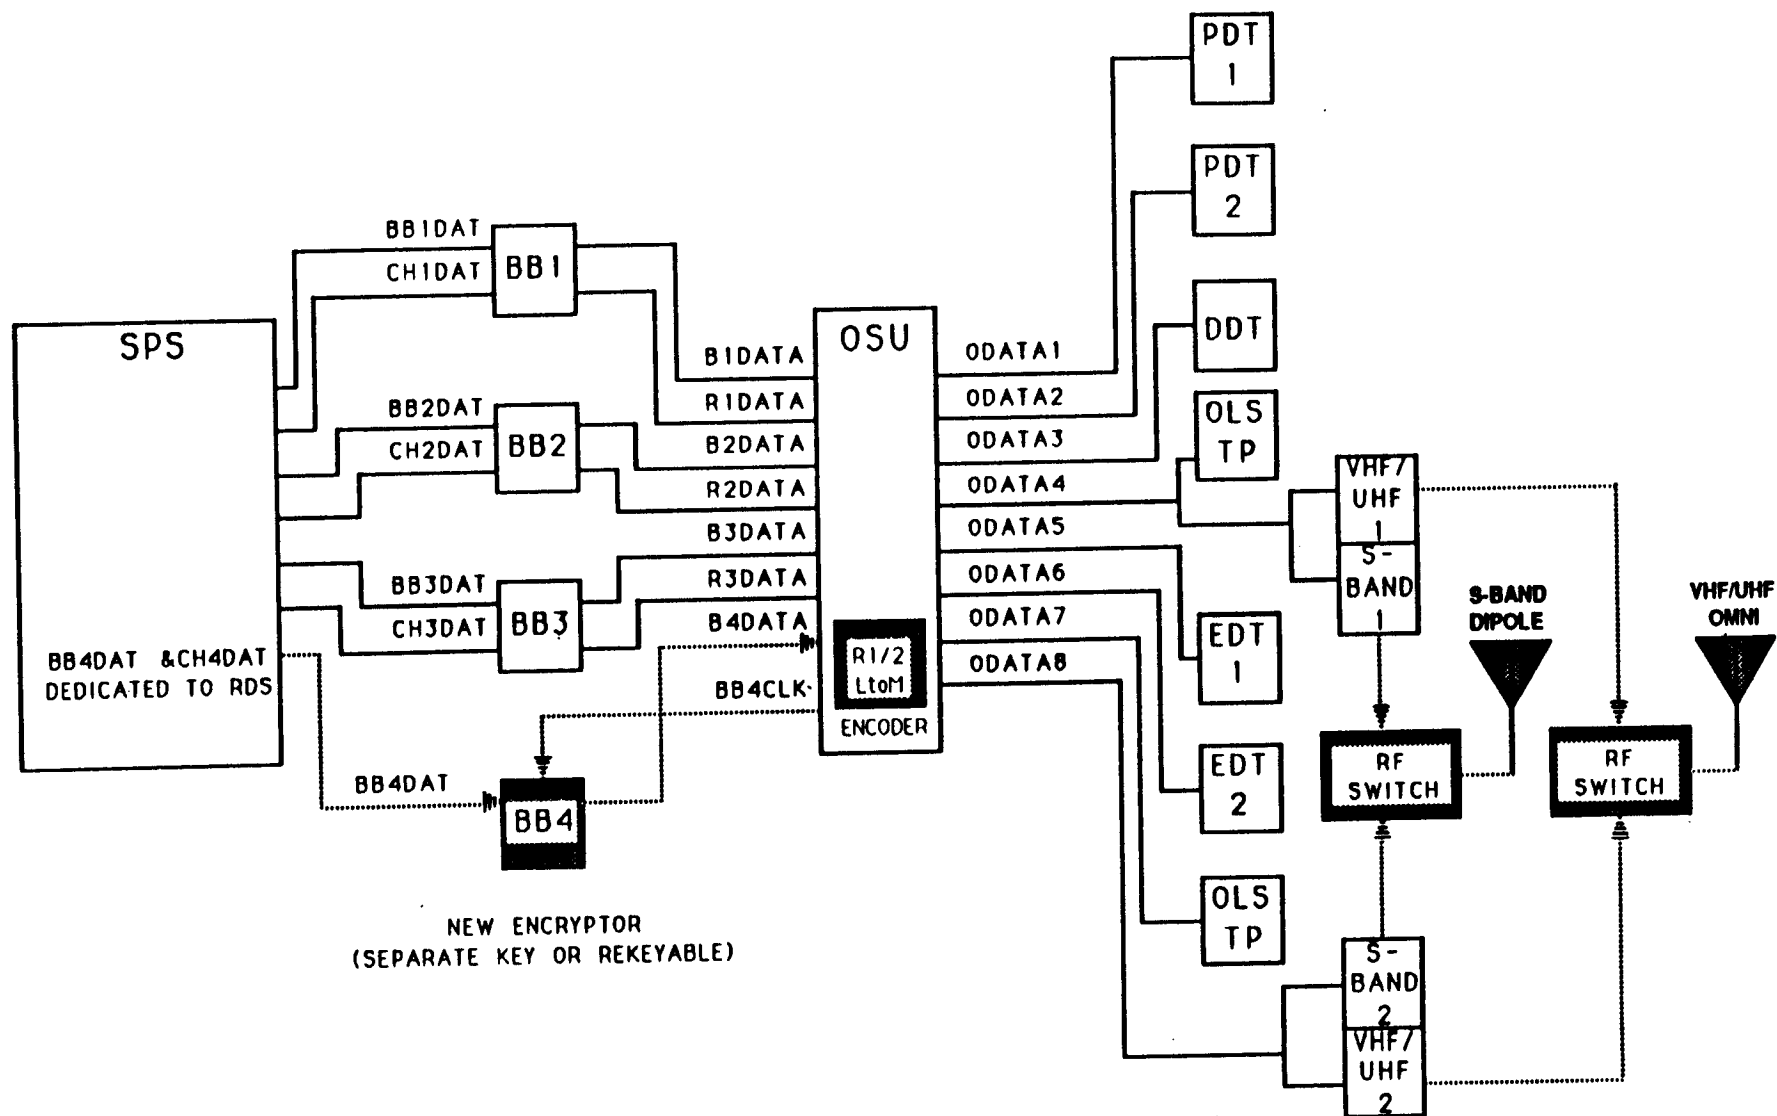 PDT
1
PDT
2
BB1DAT
CH1DAT
BB1
DDT
SPS
OSU
B1DATA
R1DATA
B2DATA
R2DATA
B3DATA
R3DATA
B4DATA
BB4CLK
ODATA1
ODATA2
ODATA3
ODATA4
ODATA5
ODATA6
ODATA7
ODATA8
OLS
TP
BB2DAT
CH2DAT
BB2
BB3DAT
CH3DAT
BB3
VHF/
UHF
1
S-
BAND
1
S-BAND
DIPOLE
VHF/UHF
OMNI
EDT
1
BB4DAT &CH4DAT
DEDICATED TO RDS
R1/2
LtoM
ENCODER
RF
SWITCH
RF
SWITCH
BB4DAT
BB4
EDT
2
OLS
TP
NEW ENCRYPTOR
(SEPARATE KEY OR REKEYABLE)
S-
BAND
2
VHF/
UHF
2